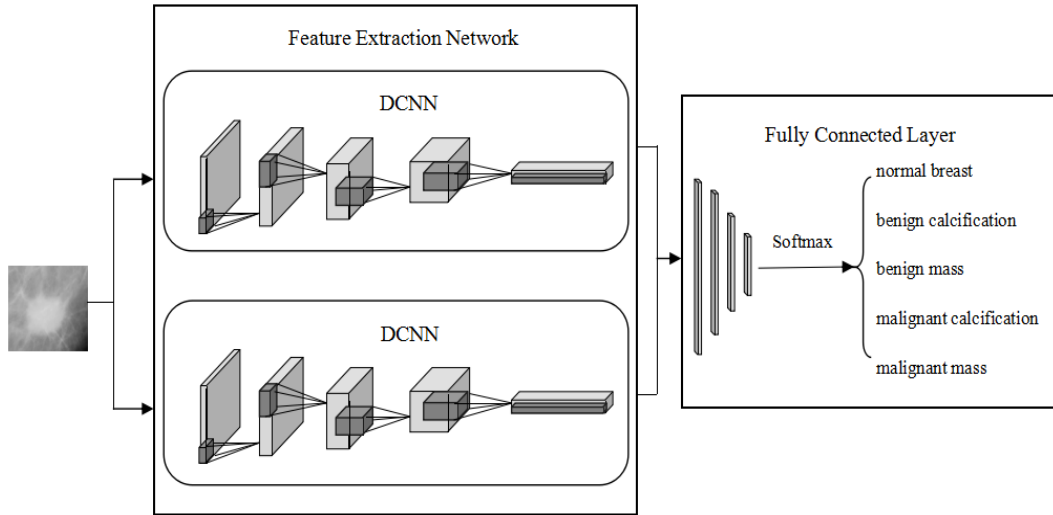 Feature Extraction Network
DCNN
DCNN
Fully Connected Layer
Softmax
normal breast
benign calcification
benign mass
malignant calcification
malignant mass